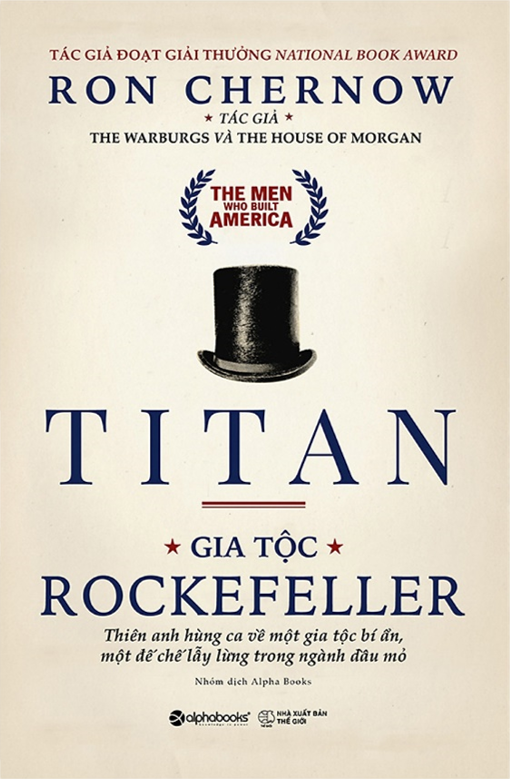 TÁC GIẢ ĐOẠT GIẢI THƯỞNG NATIONAL BOOK AWARD
RON CHERNOW
TÁC GIẢ
THE WARBURGS VÀ THE HOUSE OF MORGAN
THE MEN
WHO BUILT
AMERICA
TITAN
GIA TỘC
ROCKEFELLER
Thiên anh hùng ca về một gia tộc bí ẩn,
một đế chế lẫy lừng trong ngành dầu mỏ
Nhóm dịch Alpha Books
alphabooks
knowledge is power
NHÀ XUẤT BẢN
THẾ GIỚI